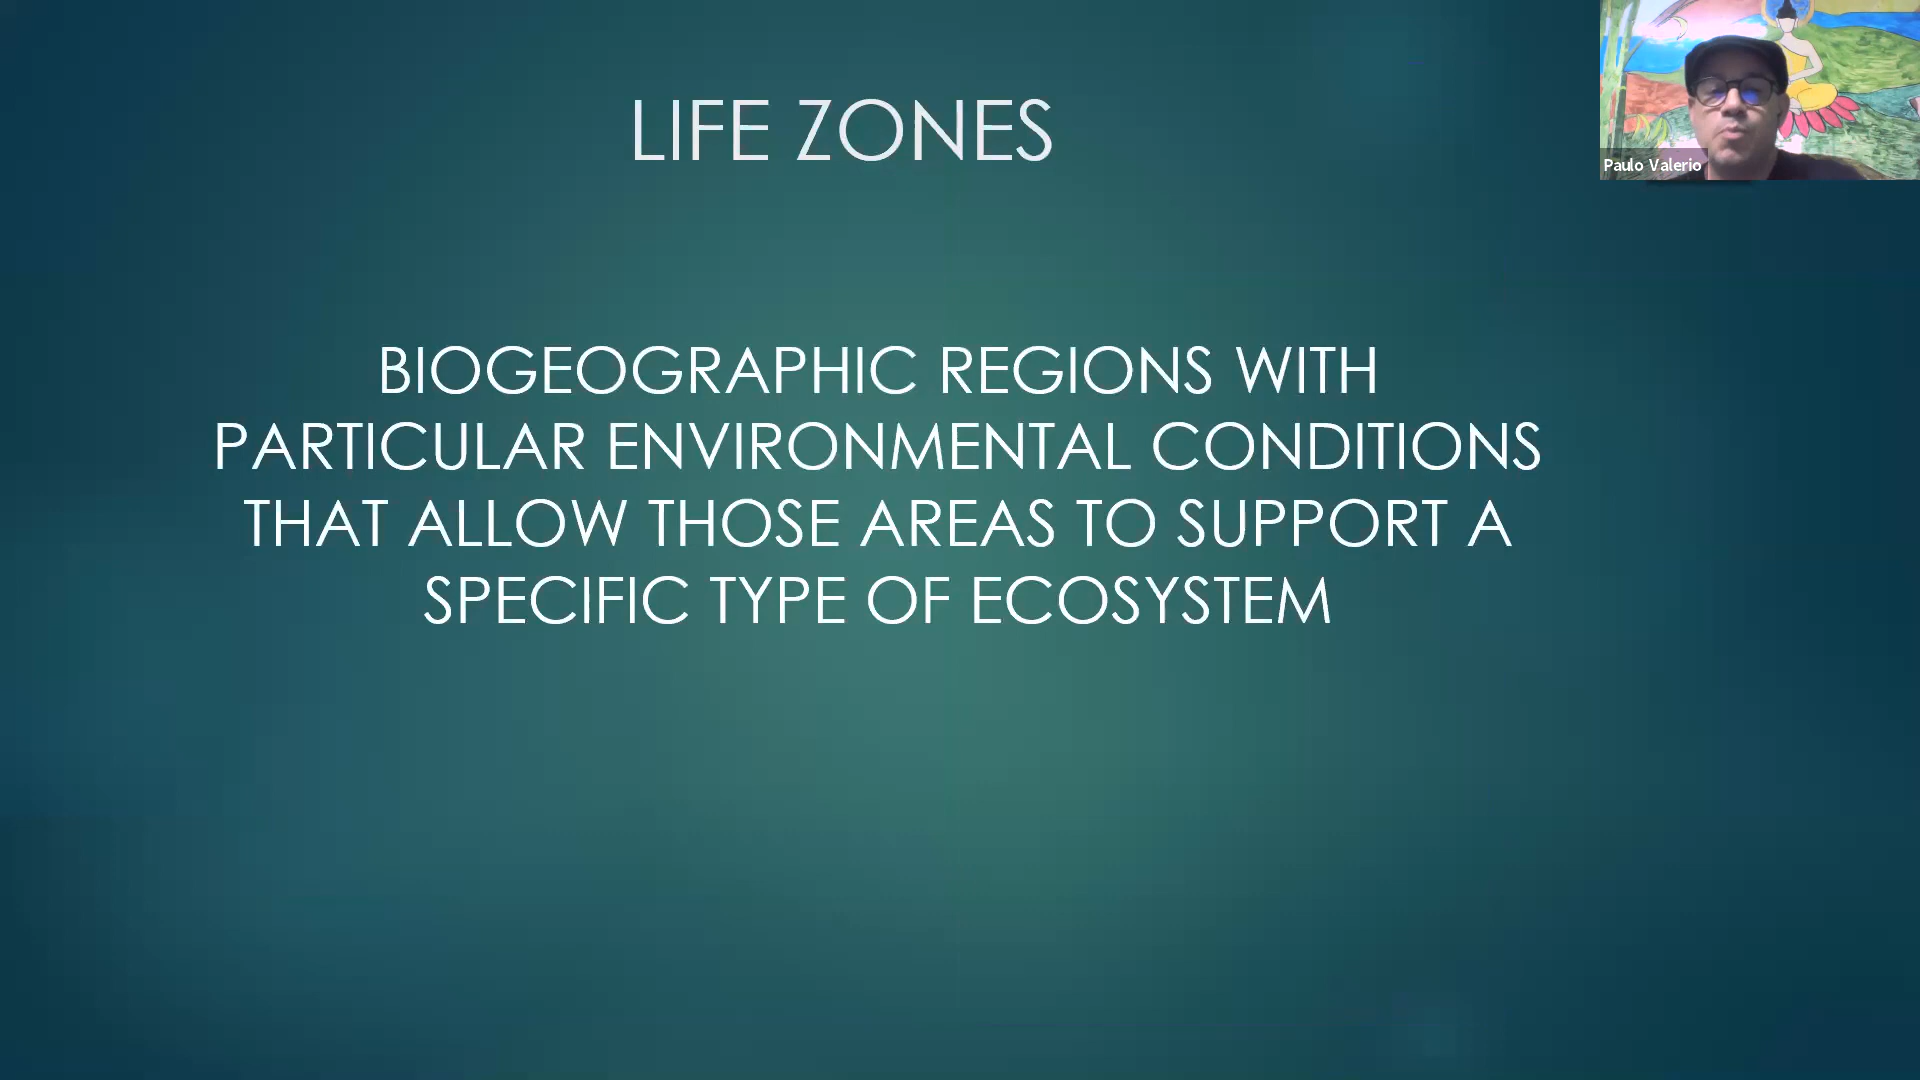 LIFE ZONES
BIOGEOGRAPHIC REGIONS WITH
PARTICULAR ENVIRONMENTAL CONDITIONS
THAT ALLOW THOSE AREAS TO SUPPORT A
SPECIFIC TYPE OF ECOSYSTEM
Paulo Valerio